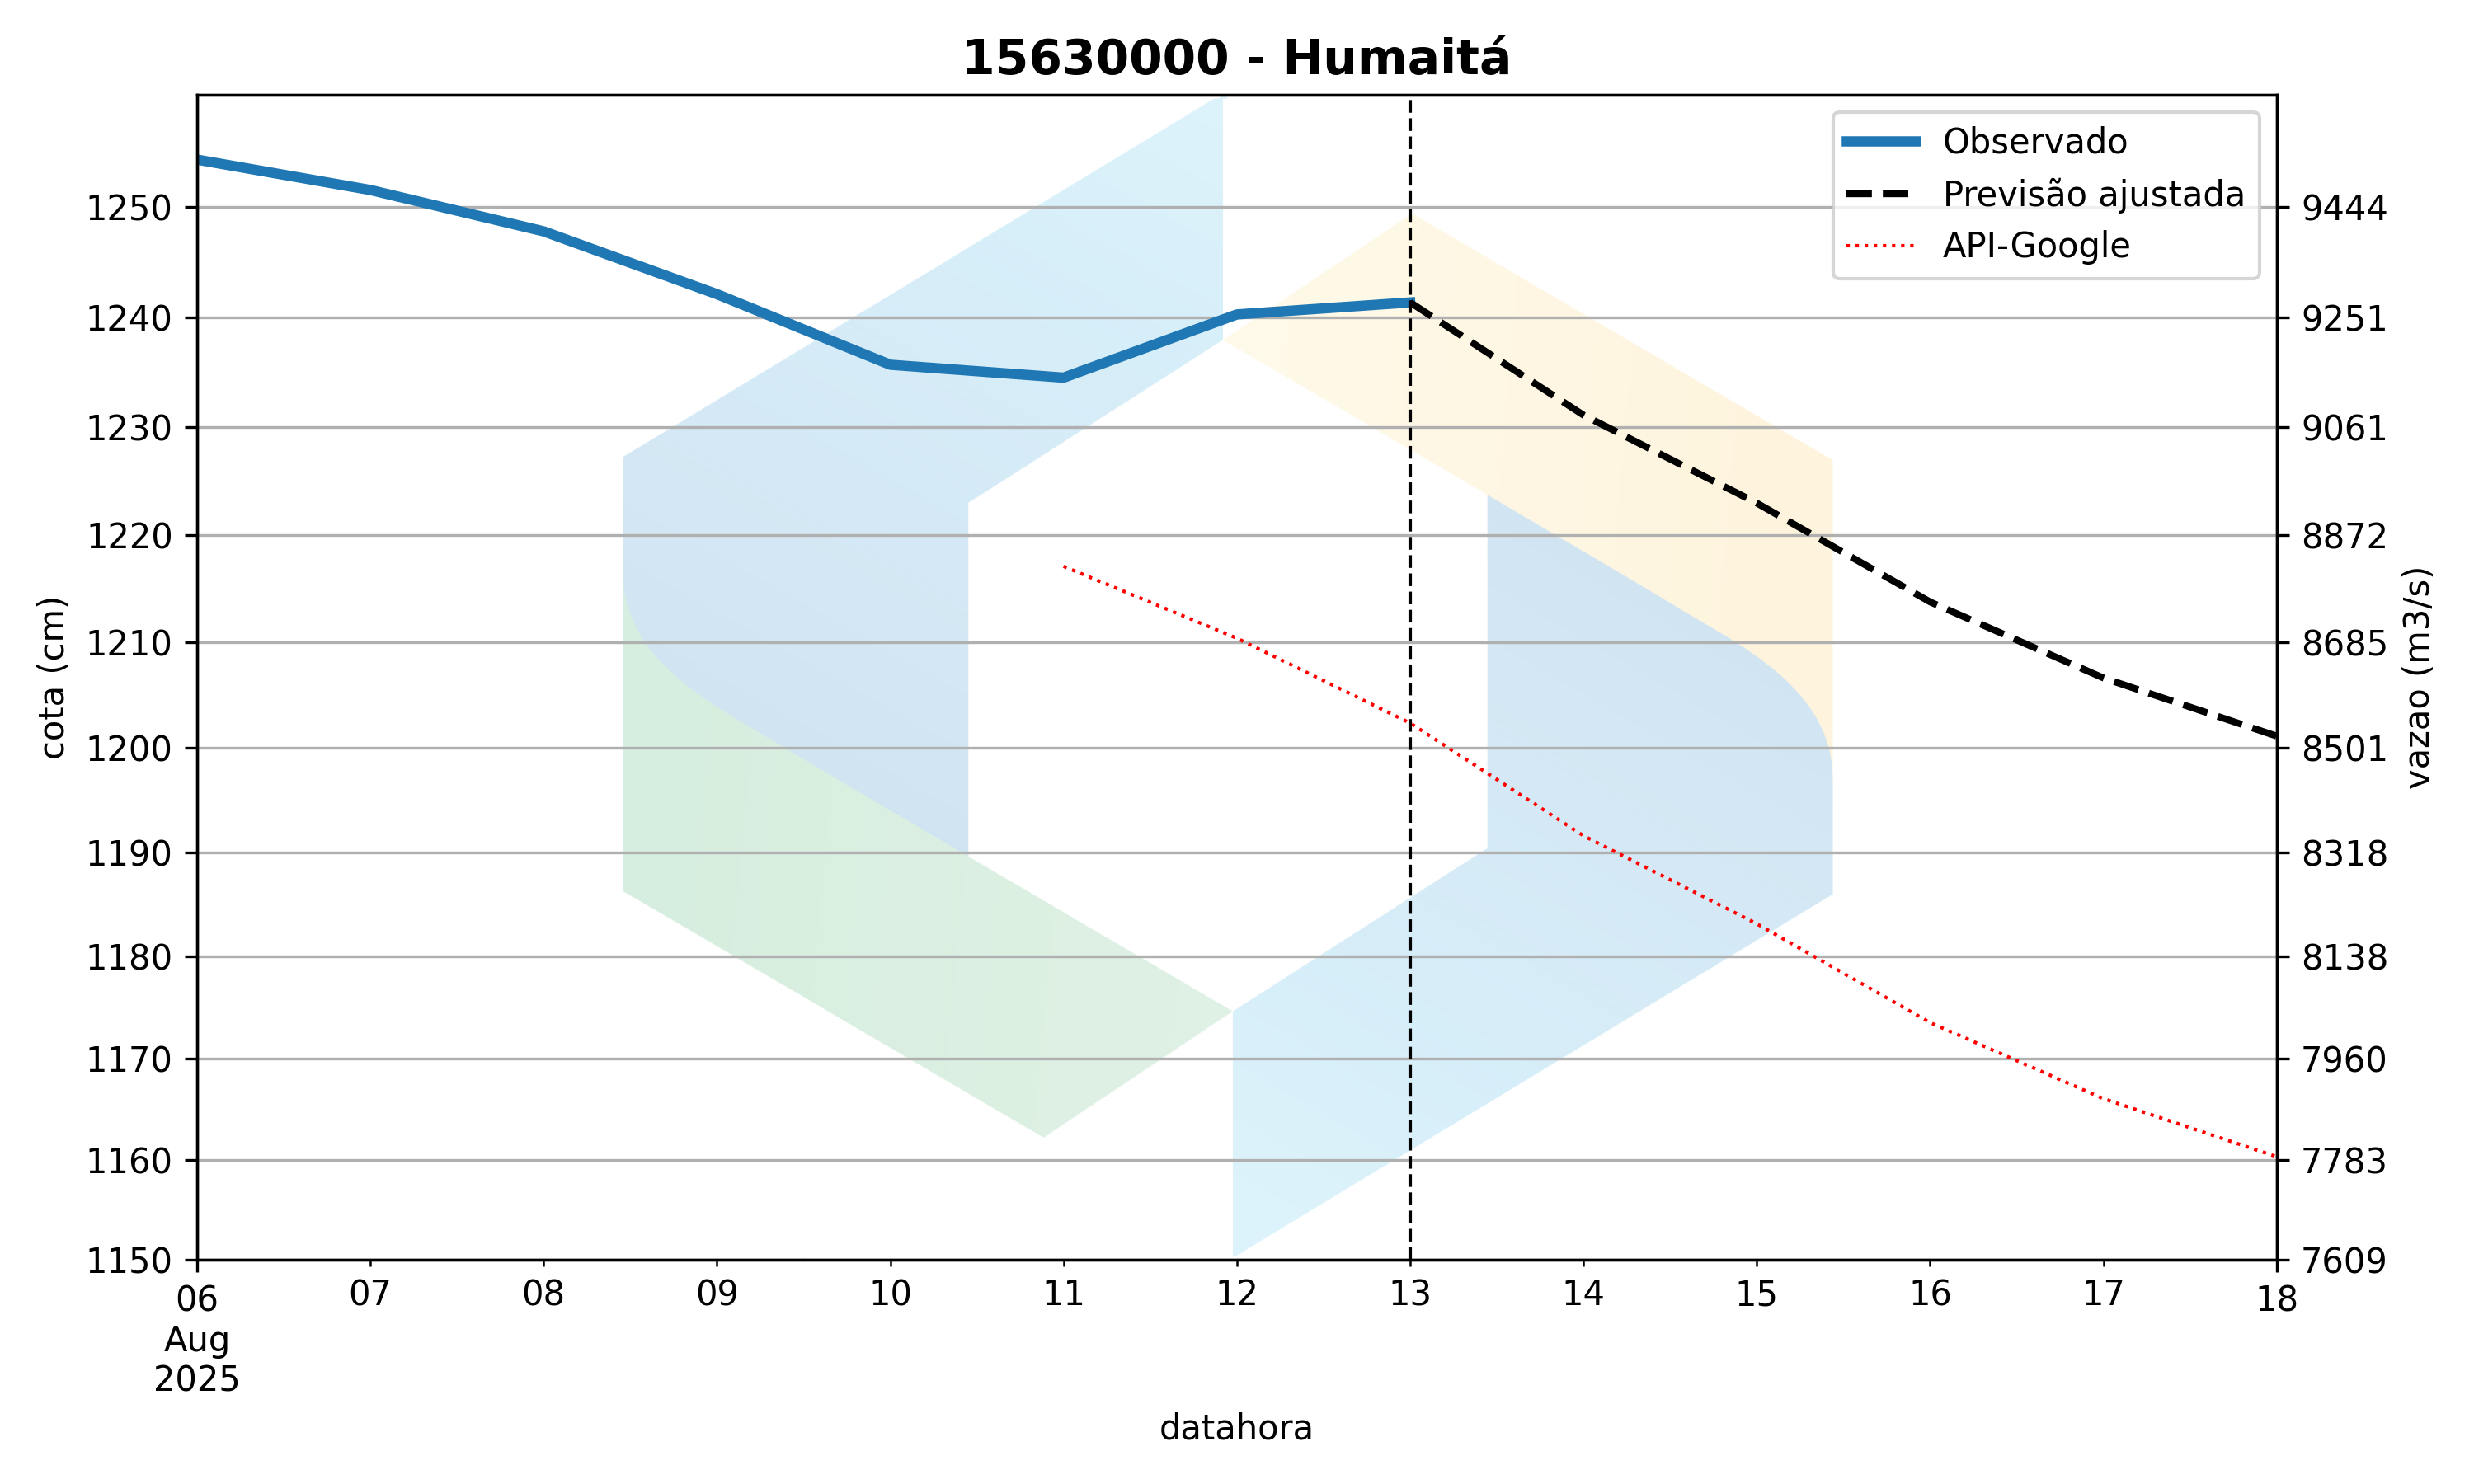 15630000 - Humaitá
Observado
Previsão ajustada
API-Google
1250
1240
1230
1220
1210
1200
1190
1180
1170
1160
1150
cota (cm)
9444
9251
9061
8872
8685
8501
8318
8138
7960
7783
7609
vazao (m3/s)
06 07 08 09 10 11 12 13 14 15 16 17 18
Aug
2025
datahora